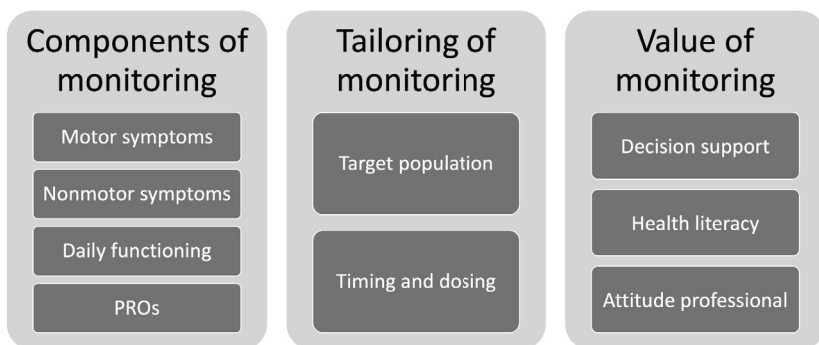 Components of
monitoring
Motor symptoms
Nonmotor symptoms
Daily functioning
PROs
Tailoring of
monitoring
Target population
Timing and dosing
Value of
monitoring
Decision support
Health literacy
Attitude professional